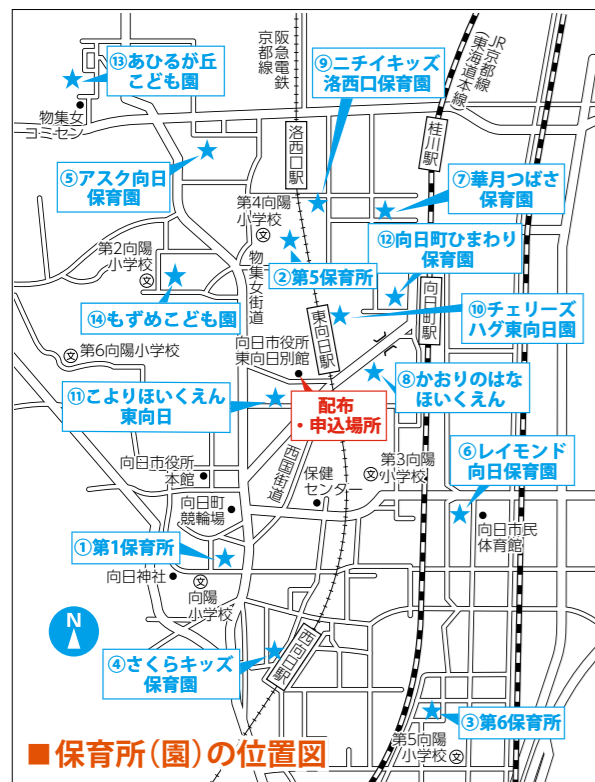 ⑬あひるが丘
こども園
物集女
コミセン
阪急電鉄
京都線
⑨ニチイキッズ
洛西口保育園
JR京都線
(東海道本線)
洛西口駅
桂川駅
⑤アスク向日
保育園
第4向陽
小学校
文
⑦華月つばさ
保育園
第2向陽
小学校
文
物集女街道
②第5保育所
⑫向日町ひまわり
保育園
向日町駅
⑭もずめこども園
東向日駅
⑩チェリーズ
ハグ東向日園
文
第6向陽小学校
向日市役所
東向日別館
⑪こよりほいくえん
東向日
配布
・申込場所
⑧かおりのはな
ほいくえん
西国街道
向日市役所
本館
保健
センター
第3向陽
小学校
文
⑥レイモンド
向日保育園
向日町
競輪場
向日市民
体育館
①第1保育所
向日神社
文
向陽
小学校
N
西向日駅
④さくらキッズ
保育園
③第6保育所
第5向陽
小学校
文
■保育所(園)の位置図